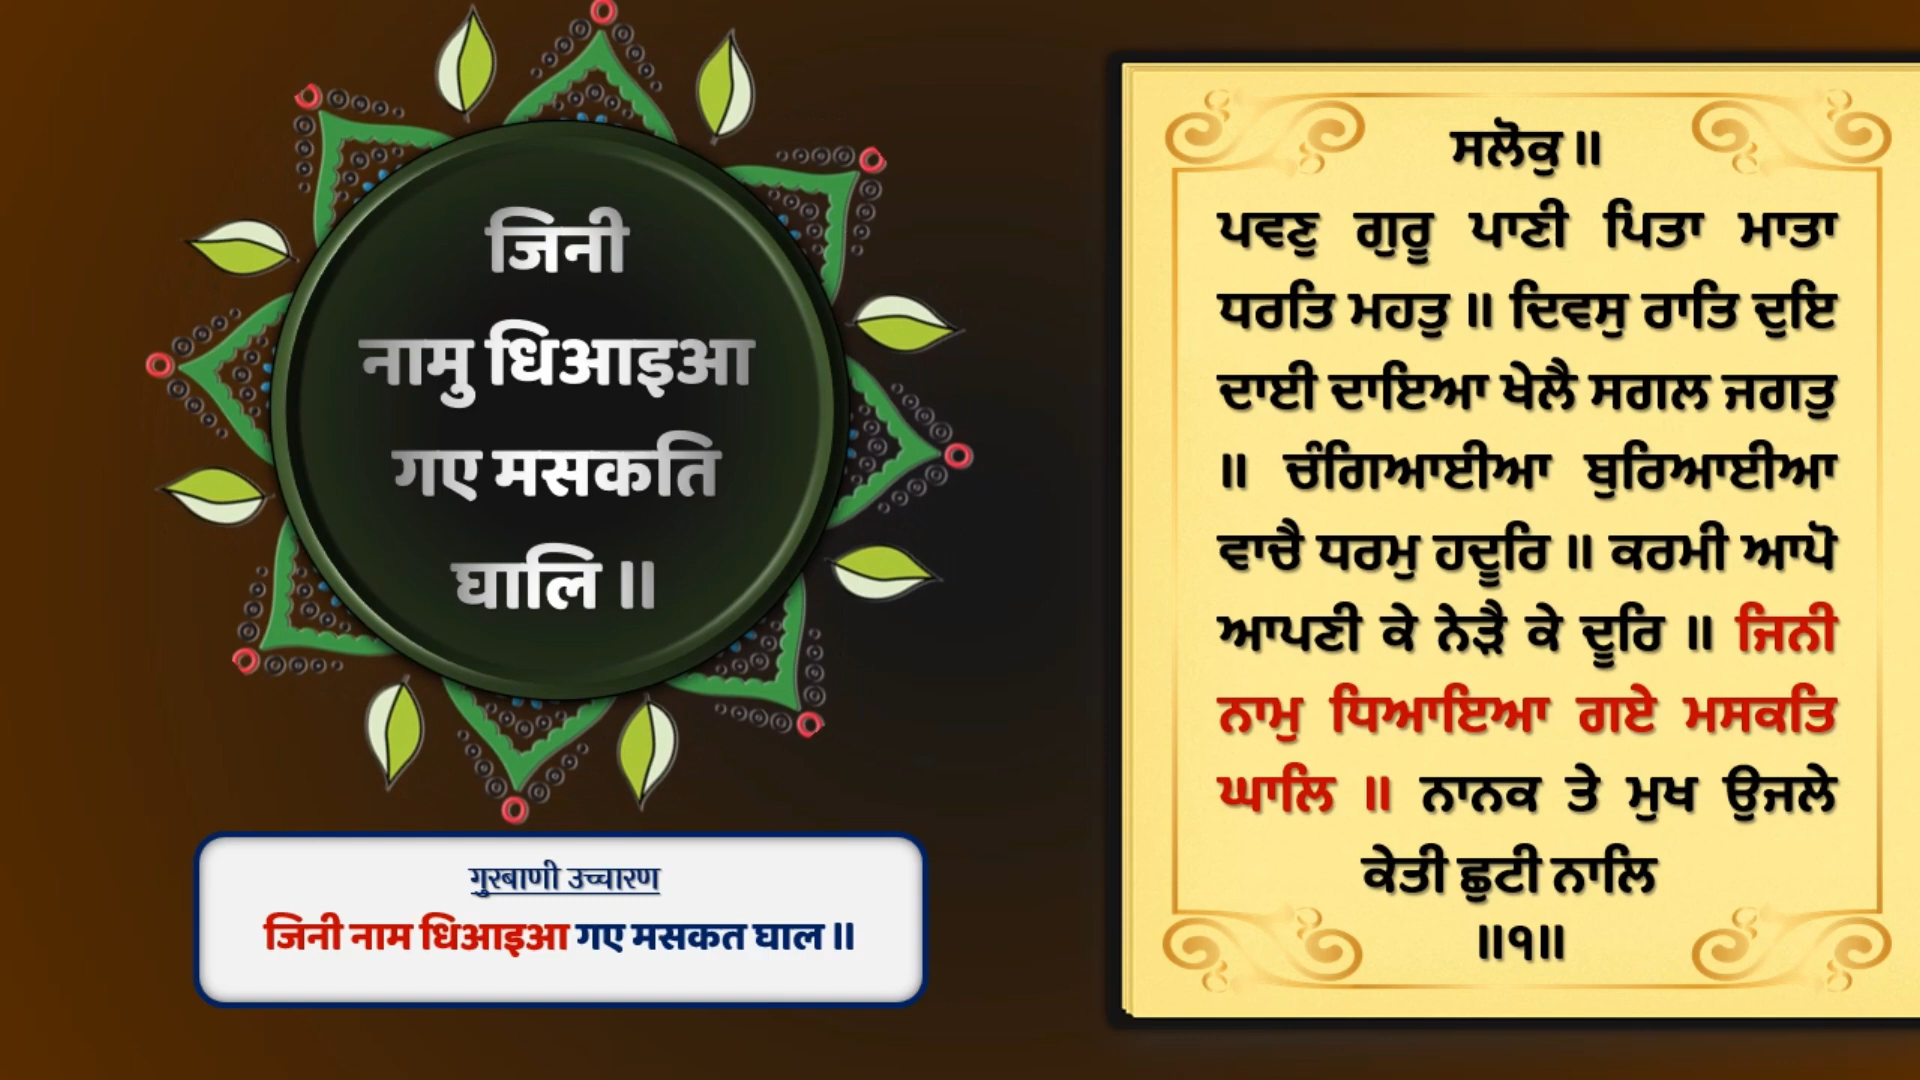 जिनी
नामु धिआइआ
गए मसकति
घालि ॥
गुरबाणी उच्चारण
जिनी नाम धिआइआ गए मसकत घाल ॥
ਸਲੋਕੁ ॥
ਪਵਣੁ ਗੁਰੂ ਪਾਣੀ ਪਿਤਾ ਮਾਤਾ
ਧਰਤਿ ਮਹਤੁ ॥ ਦਿਵਸੁ ਰਾਤਿ ਦੁਇ
ਦਾਈ ਦਾਇਆ ਖੇਲੈ ਸਗਲ ਜਗਤੁ
॥ ਚੰਗਿਆਈਆ ਬੁਰਿਆਈਆ
ਵਾਚੈ ਧਰਮੁ ਹਦੂਰਿ ॥ ਕਰਮੀ ਆਪੋ
ਆਪਣੀ ਕੇ ਨੇੜੈ ਕੇ ਦੂਰਿ ॥ ਜਿਨੀ
ਨਾਮੁ ਧਿਆਇਆ ਗਏ ਮਸਕਤਿ
ਘਾਲਿ ॥ ਨਾਨਕ ਤੇ ਮੁਖ ਉਜਲੇ
ਕੇਤੀ ਛੁਟੀ ਨਾਲਿ
॥੧॥